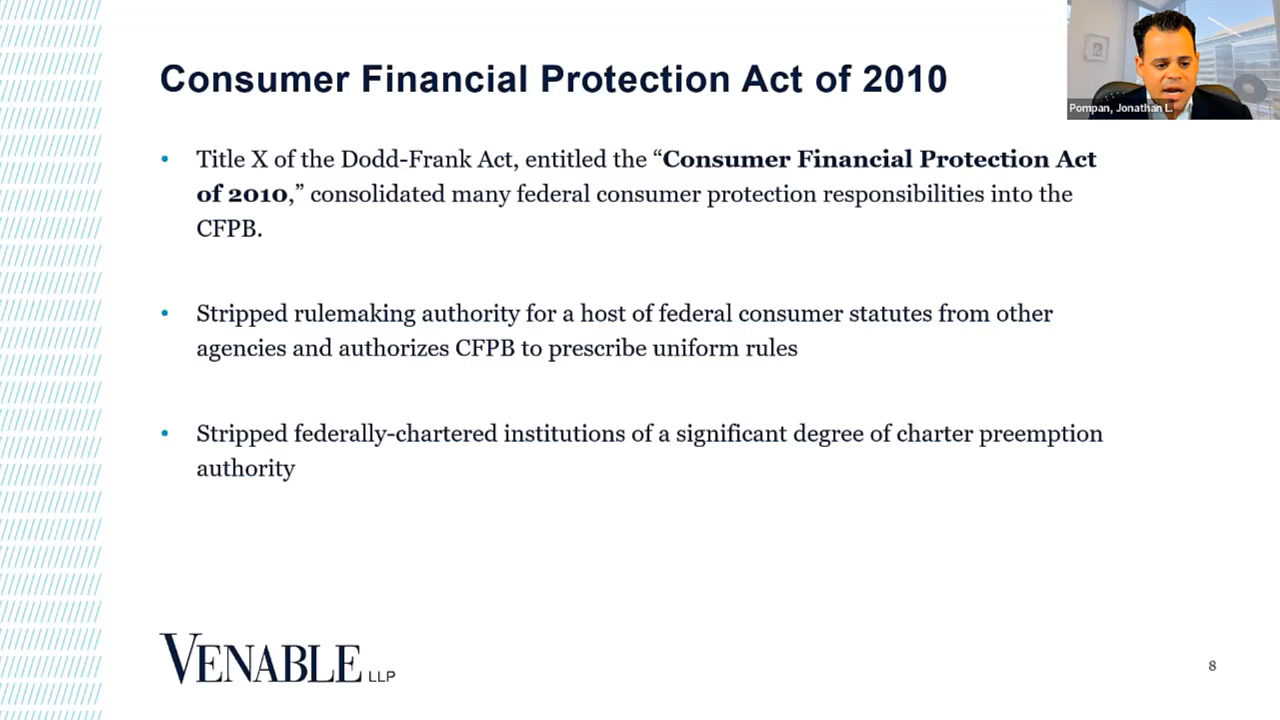 Consumer Financial Protection Act of 2010
Pompan, Jonathan L.
• Title X of the Dodd-Frank Act, entitled the “Consumer Financial Protection Act
of 2010,” consolidated many federal consumer protection responsibilities into the
CFPB.
• Stripped rulemaking authority for a host of federal consumer statutes from other
agencies and authorizes CFPB to prescribe uniform rules
• Stripped federally-chartered institutions of a significant degree of charter preemption
authority
VENABLE LLP
8